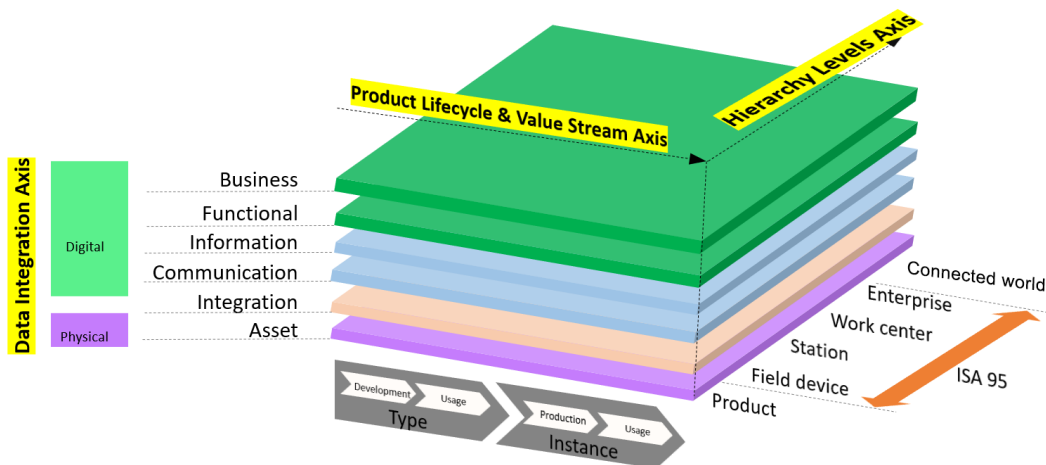 Hierarchy Levels Axis
Product Lifecycle & Value Stream Axis
Data Integration Axis
Digital
Physical
Business
Functional
Information
Communication
Integration
Asset
Connected world
Enterprise
Work center
Station
Field device
Product
ISA 95
Development
Usage
Type
Production
Usage
Instance